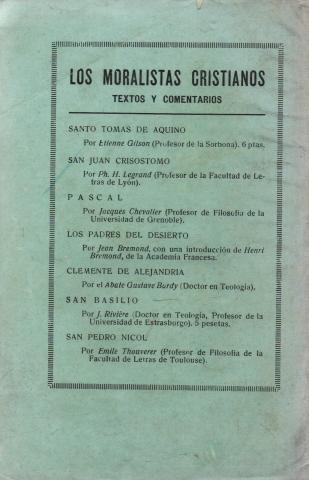 LOS MORALISTAS CRISTIANOS
TEXTOS Y COMENTARIOS
SANTO TOMAS DE AQUINO
Por Etienne Gilson (Profesor de la Sorbona). 6 ptas.
SAN JUAN CRISOSTOMO
Por Ph. H. Legrand (Profesor de la Facultad de Le-
tras de Lyón).
PASCAL
Por Jacques Chevalier (Profesor de Filosofía de la
Universidad de Grenoble).
LOS PADRES DEL DESIERTO
Por Jean Bremond, con una introducción de Henri
Bremond, de la Academia Francesa.
CLEMENTE DE ALEJANDRIA
Por el Abate Gustave Bardy (Doctor en Teología).
SAN BASILIO
Por J. Rivière (Doctor en Teología, Profesor de la
Universidad de Estrasburgo). 5 pesetas.
SAN PEDRO NICOL
Por Emile Thouverer (Profesor de Filosofía de la
Facultad de Letras de Toulouse).